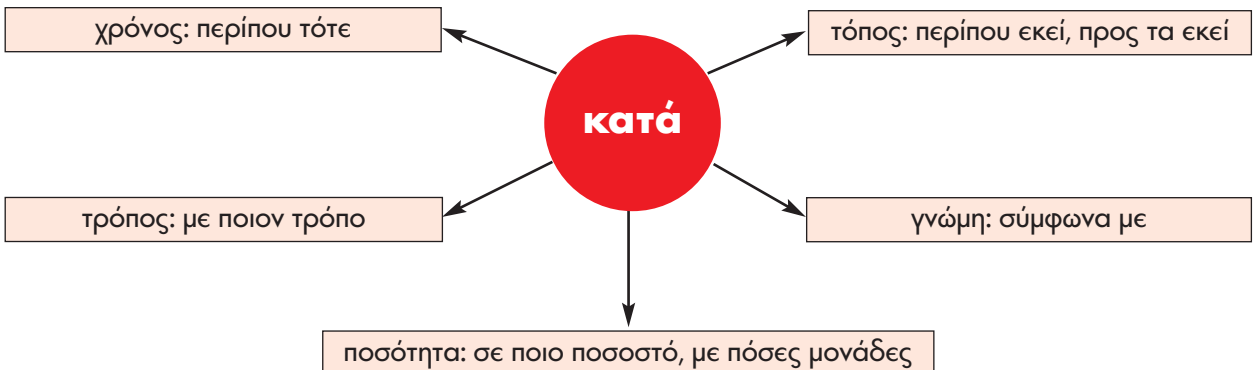 χρόνος: περίπου τότε
τόπος: περίπου εκεί, προς τα εκεί
κατά
τρόπος: με ποιον τρόπο
γνώμη: σύμφωνα με
ποσότητα: σε ποιο ποσοστό, με πόσες μονάδες